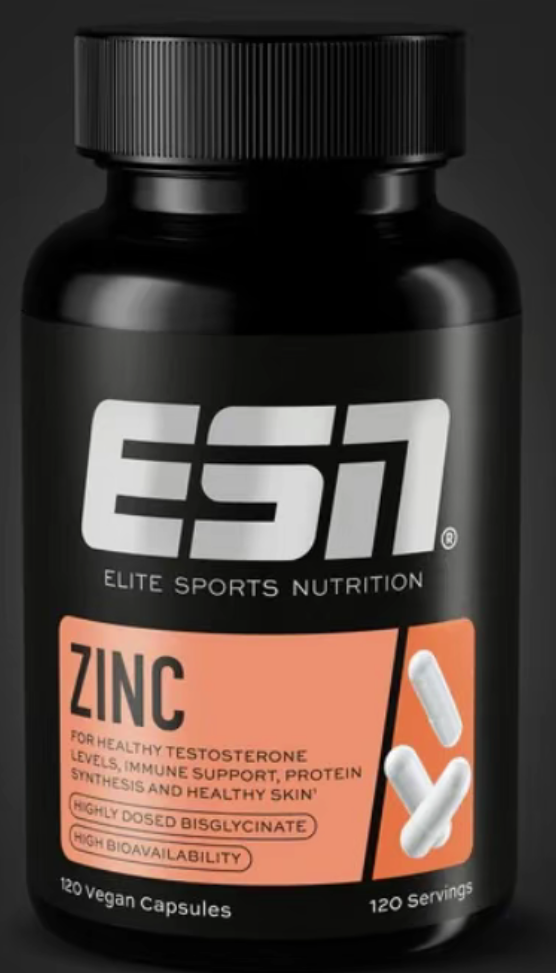 ESN®
ELITE SPORTS NUTRITION
ZINC
FOR HEALTHY TESTOSTERONE
LEVELS, IMMUNE SUPPORT, PROTEIN
SYNTHESIS AND HEALTHY SKIN¹
HIGHLY DOSED BISGLYCINATE
HIGH BIOAVAILABILITY
120 Vegan Capsules
120 Servings